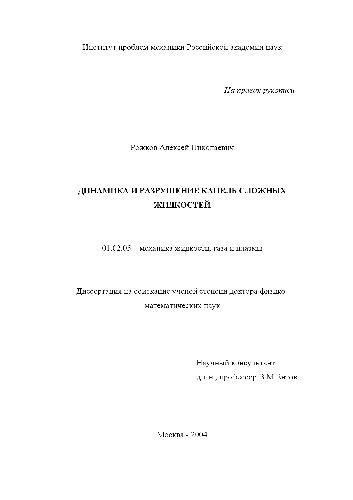 Институт проблем механики Российской академии наук
На правах рукописи
Рожков Алексей Николаевич
ДИНАМИКА И РАЗРУШЕНИЕ КАПЕЛЬ СЛОЖНЫХ
ЖИДКОСТЕЙ
01.02.05 – механика жидкости, газа и плазмы
Диссертация на соискание ученой степени доктора физико-
математических наук
Научный консультант
профессор В.М.
Москва - 2004